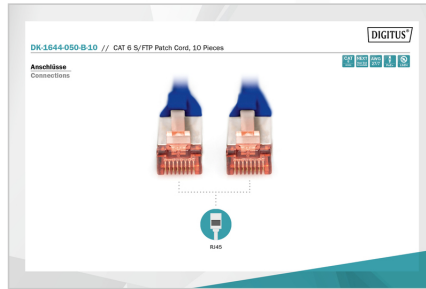 DIGITUS®
DK-1644-050-B-10 // CAT 6 S/FTP Patch Cord, 10 Pieces
Anschlüsse
Connections
RJ45